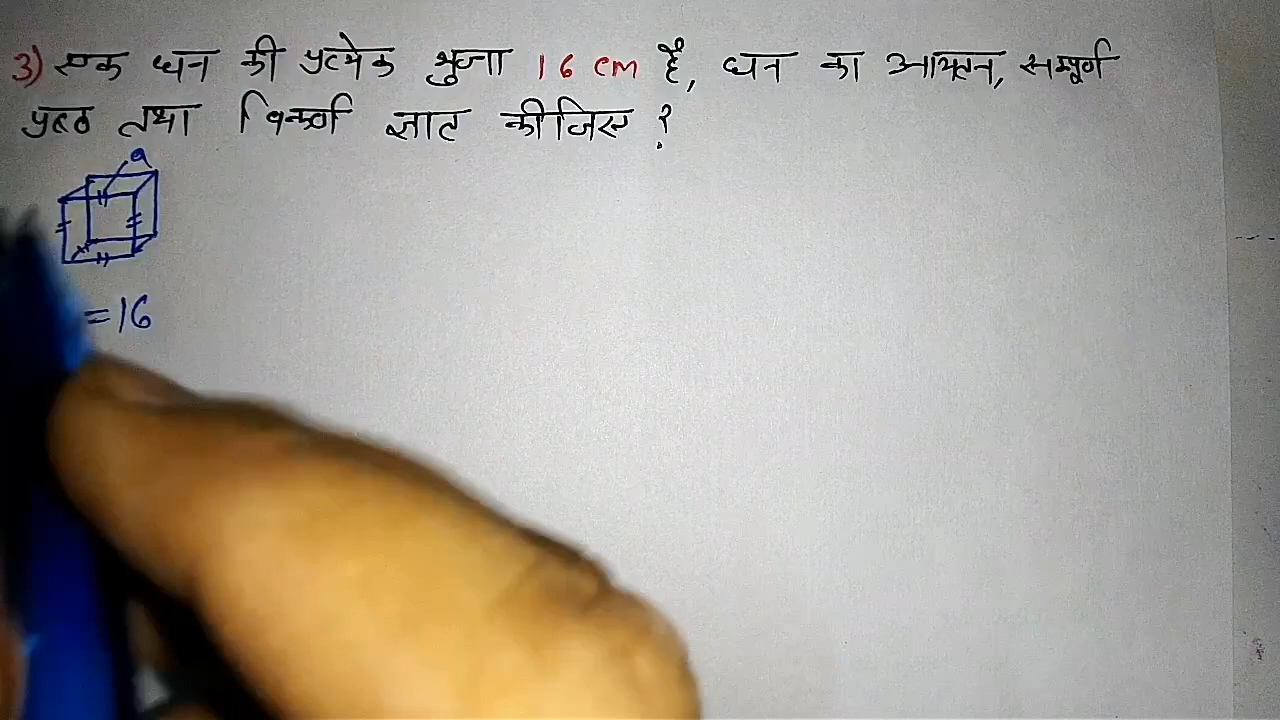 3) एक घन की प्रत्येक भुजा 16 cm है, घन का आयतन, सम्पूर्ण
पृष्ठ तथा विकर्ण ज्ञात कीजिए ?
a
=16